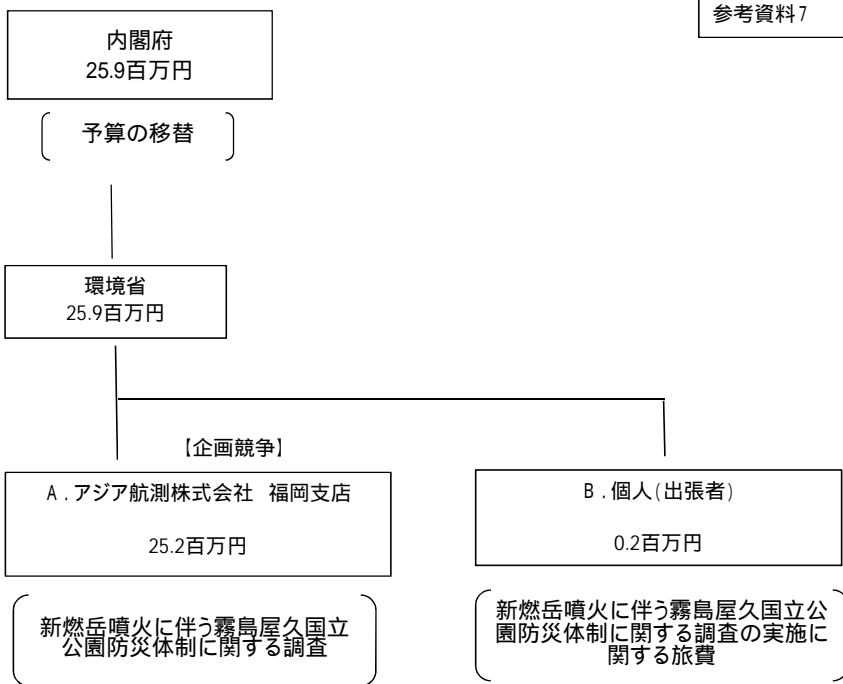 参考資料7
内閣府
25.9百万円
予算の移替
環境省
25.9百万円
【企画競争】
A.アジア航測株式会社 福岡支店
25.2百万円
新燃岳噴火に伴う霧島屋久国立
公園防災体制に関する調査
B.個人(出張者)
0.2百万円
新燃岳噴火に伴う霧島屋久国立公
園防災体制に関する調査の実施に
関する旅費